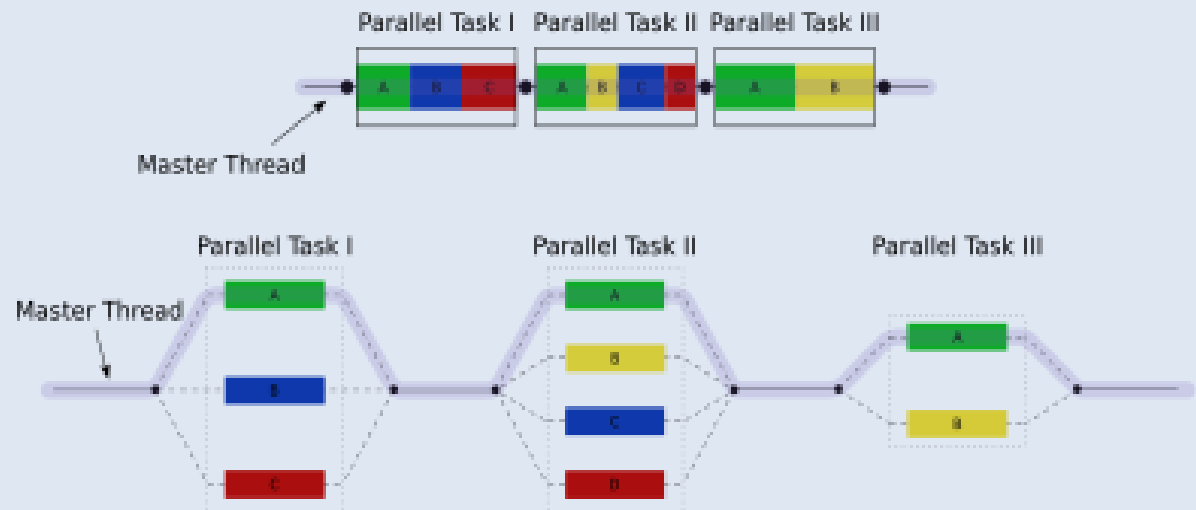 Parallel Task I Parallel Task II Parallel Task III
A B C A B C D A B
Master Thread
Parallel Task I Parallel Task II Parallel Task III
A A
Master Thread
A
B
B
C
B
C D